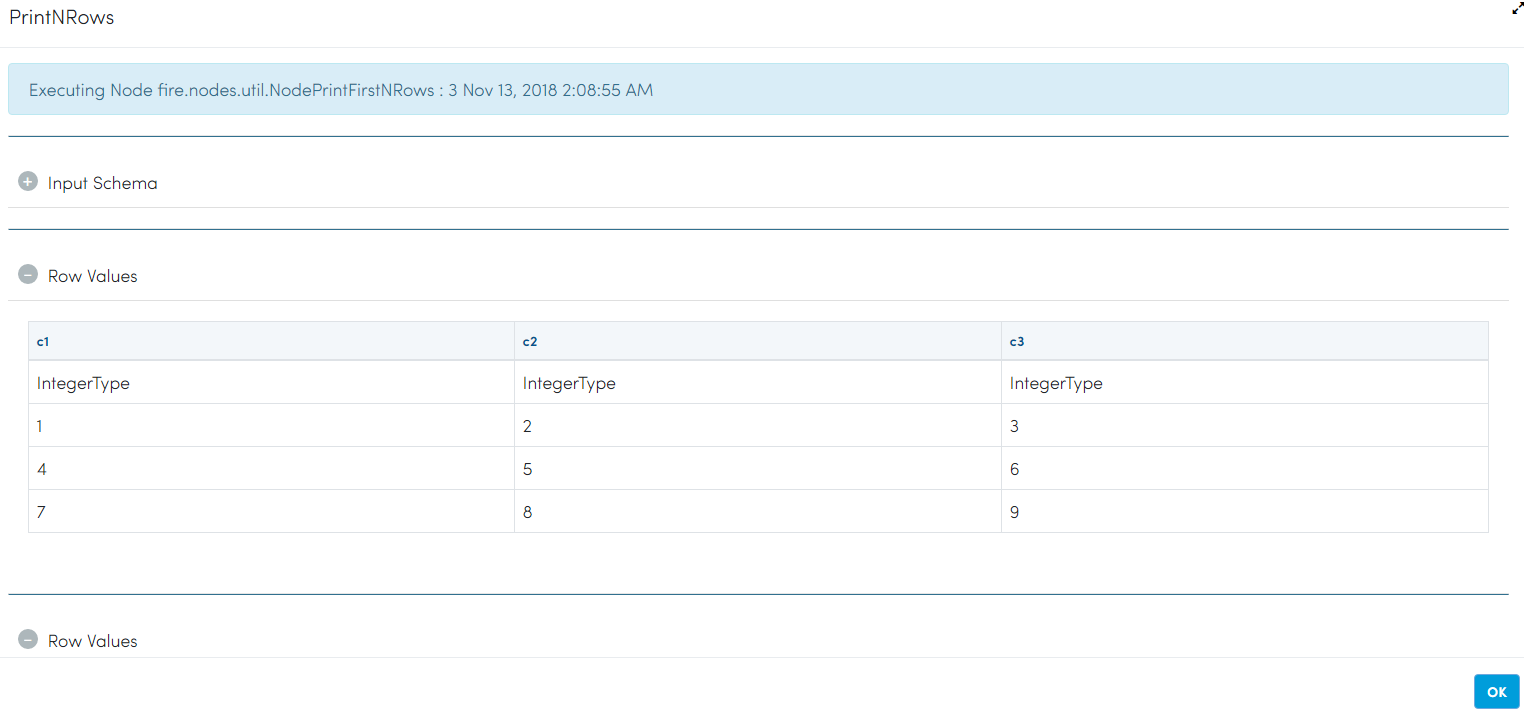 PrintNRows
Executing Node fire.nodes.util.NodePrintFirstNRows : 3 Nov 13, 2018 2:08:55 AM
Input Schema
Row Values
c1 c2 c3
IntegerType IntegerType IntegerType
1 2 3
4 5 6
7 8 9
Row Values
OK